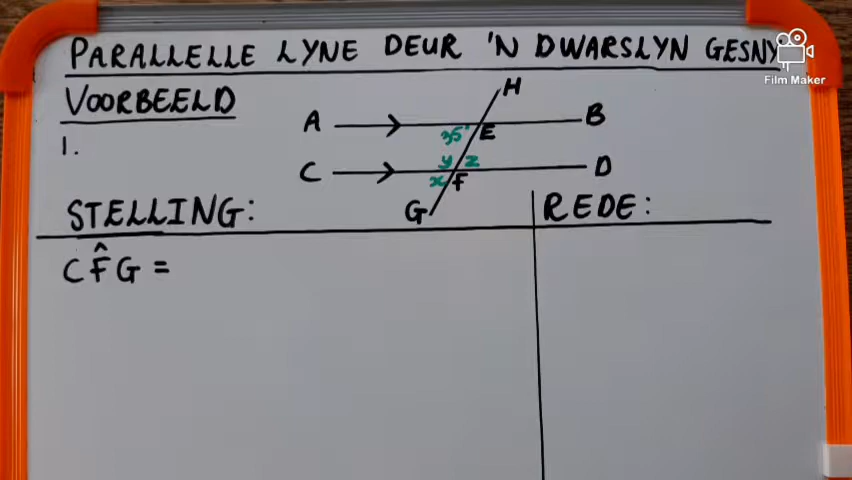 PARALLELLE LYNE DEUR 'N DWARSLYN GESNY
Film Maker
VOORBEELD
1.
H
A
B
35°
E
C
y
z
D
x
F
G
STELLING:
REDE:
CF̂G =